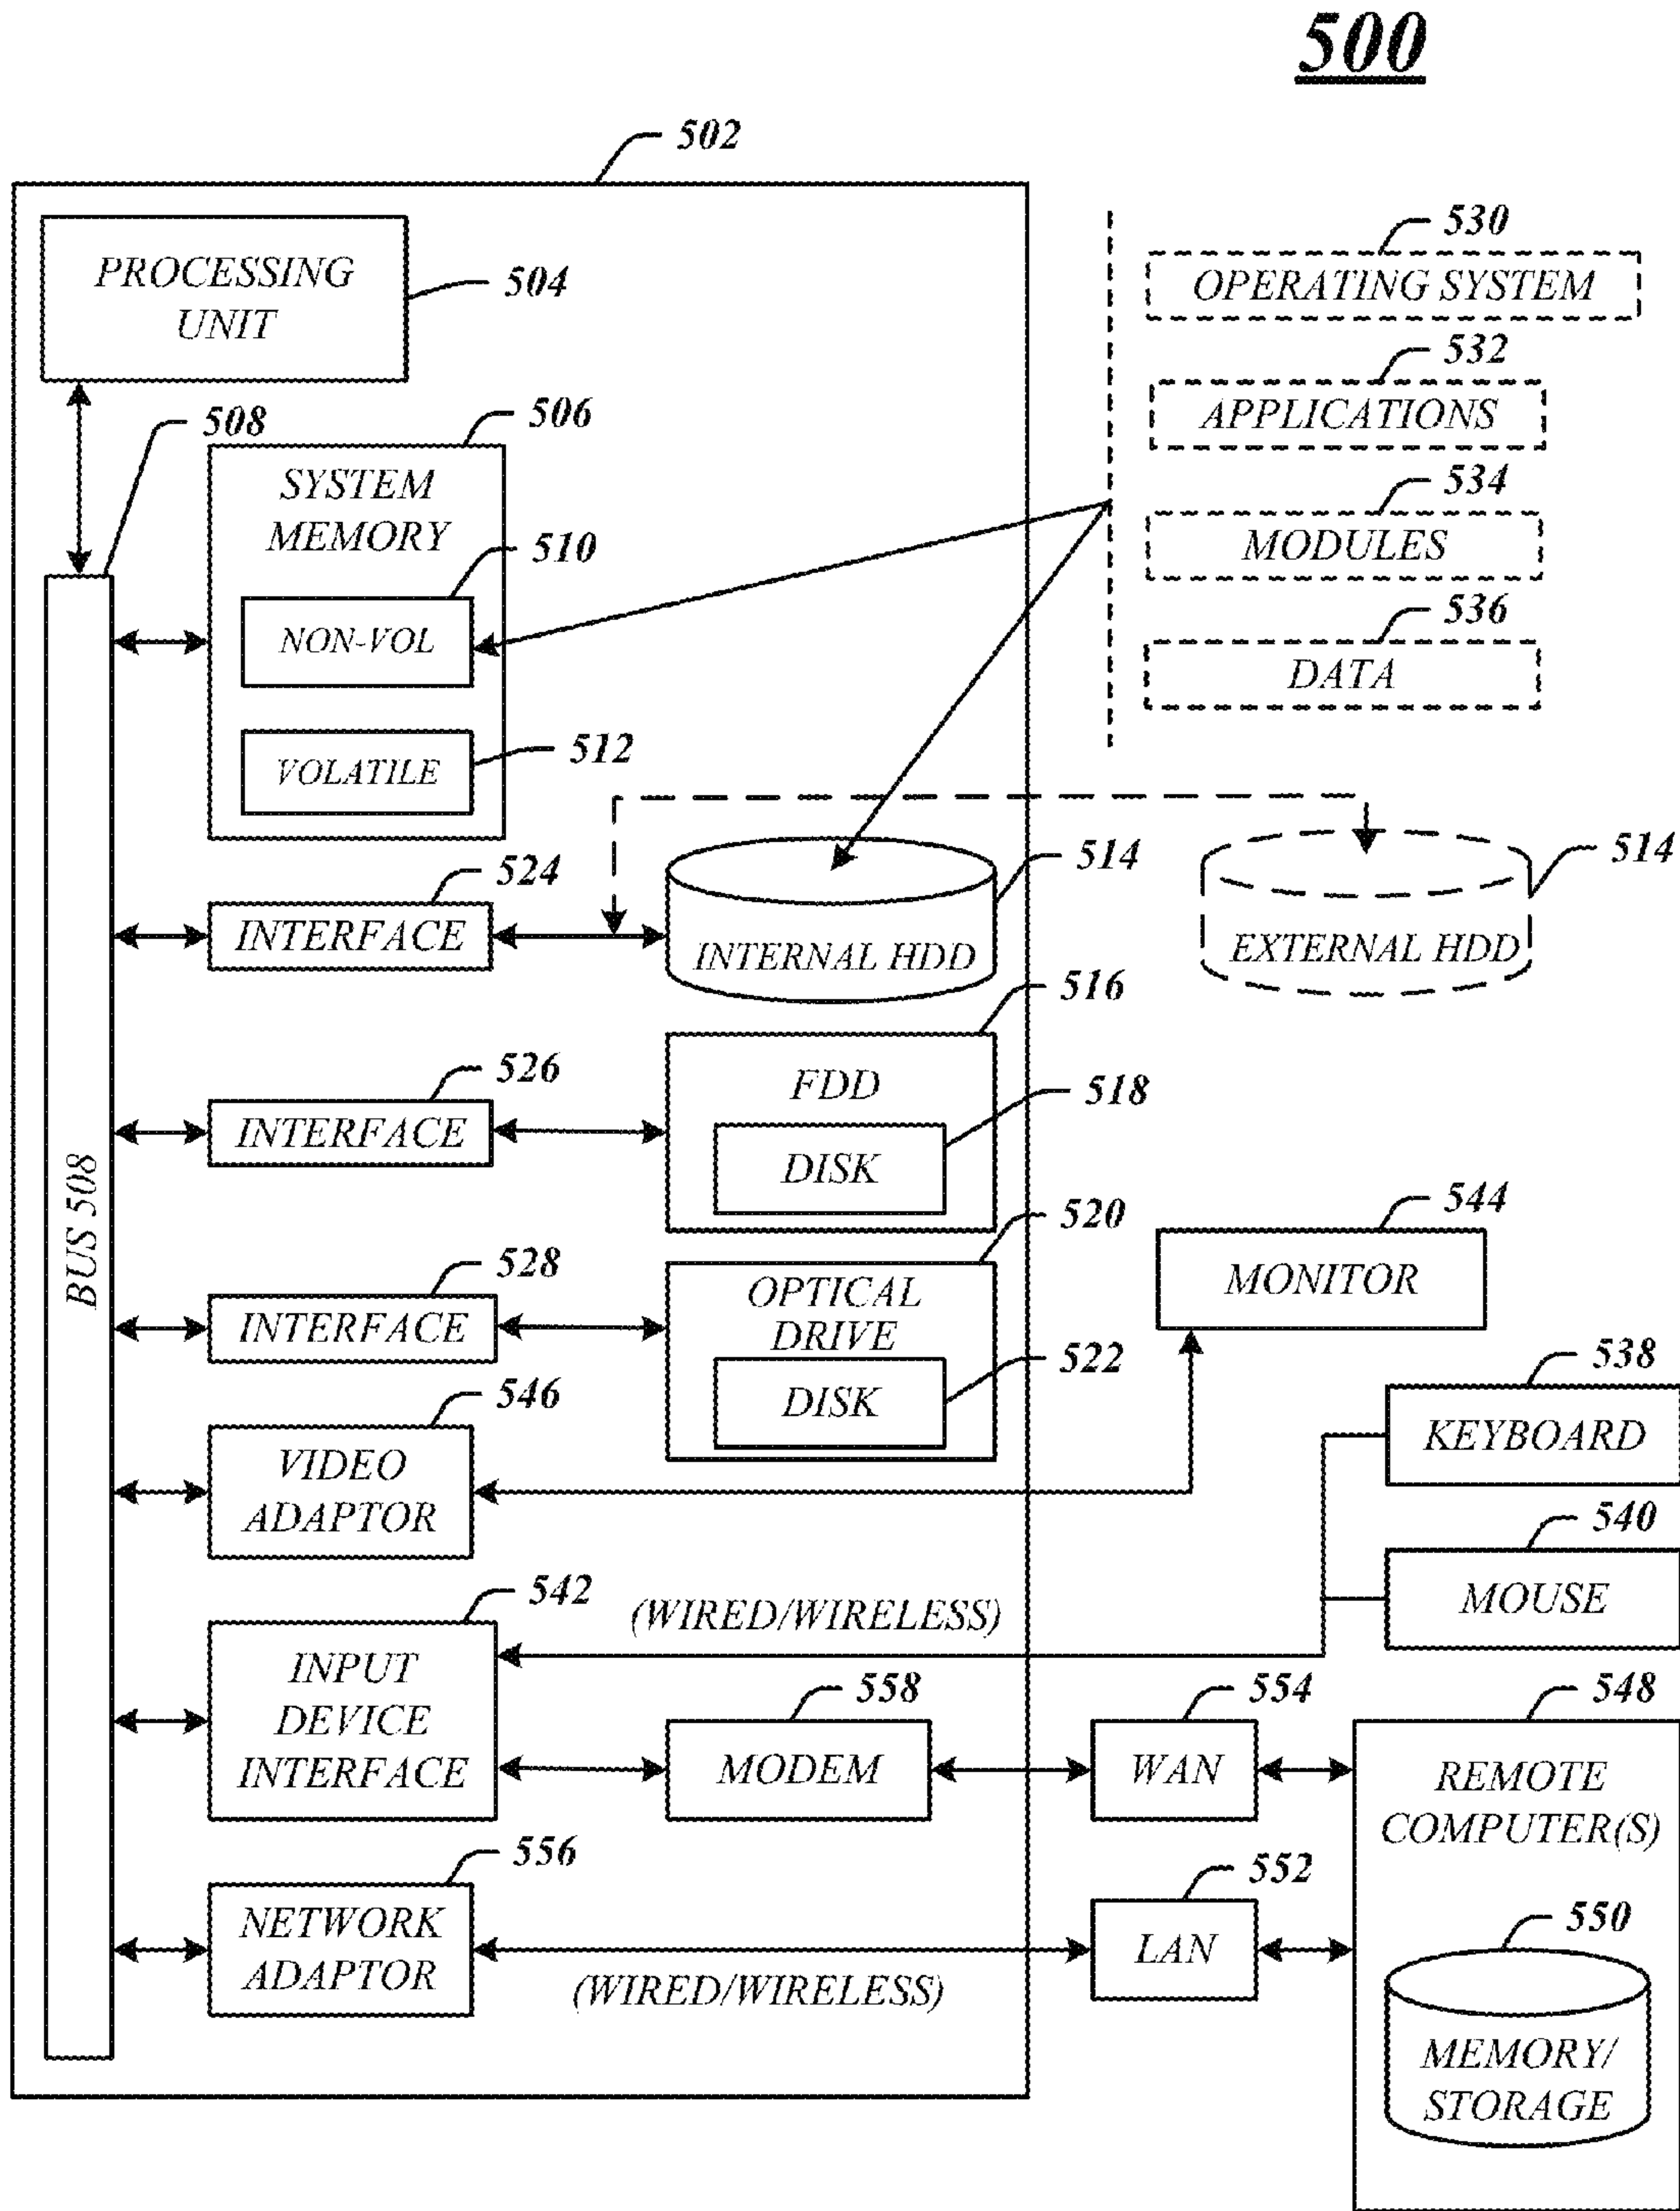 500
502
PROCESSING
UNIT
504
508
506
SYSTEM
MEMORY
510
NON-VOL
512
VOLATILE
530
OPERATING SYSTEM
532
APPLICATIONS
534
MODULES
536
DATA
BUS 508
524
INTERFACE
514
INTERNAL HDD
514
EXTERNAL HDD
526
INTERFACE
516
FDD
518
DISK
528
INTERFACE
520
OPTICAL
DRIVE
522
DISK
544
MONITOR
546
VIDEO
ADAPTOR
538
KEYBOARD
540
MOUSE
542
INPUT
DEVICE
INTERFACE
(WIRED/WIRELESS)
558
MODEM
554
WAN
548
REMOTE
COMPUTER(S)
556
NETWORK
ADAPTOR
(WIRED/WIRELESS)
552
LAN
550
MEMORY/
STORAGE